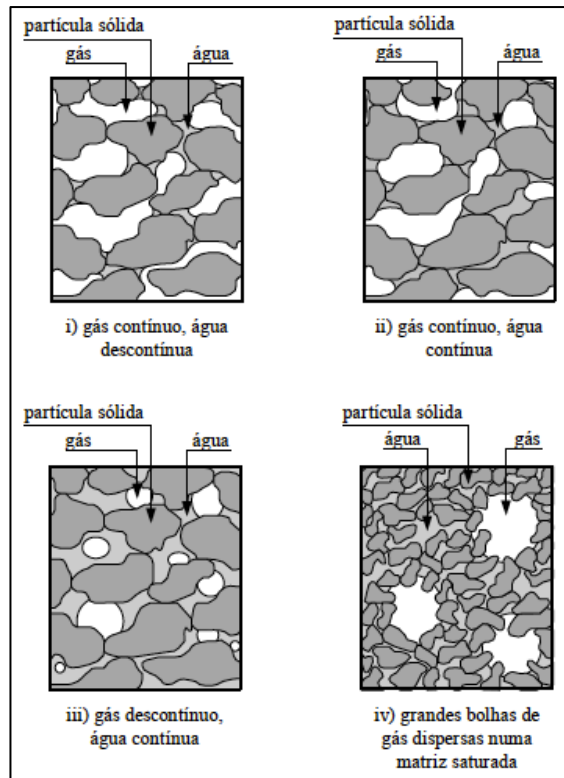 partícula sólida
gás
água
i) gás contínuo, água
descontínua
partícula sólida
gás
água
ii) gás contínuo, água
contínua
partícula sólida
gás
água
iii) gás descontínuo,
água contínua
partícula sólida
água
gás
iv) grandes bolhas de
gás dispersas numa
matriz saturada